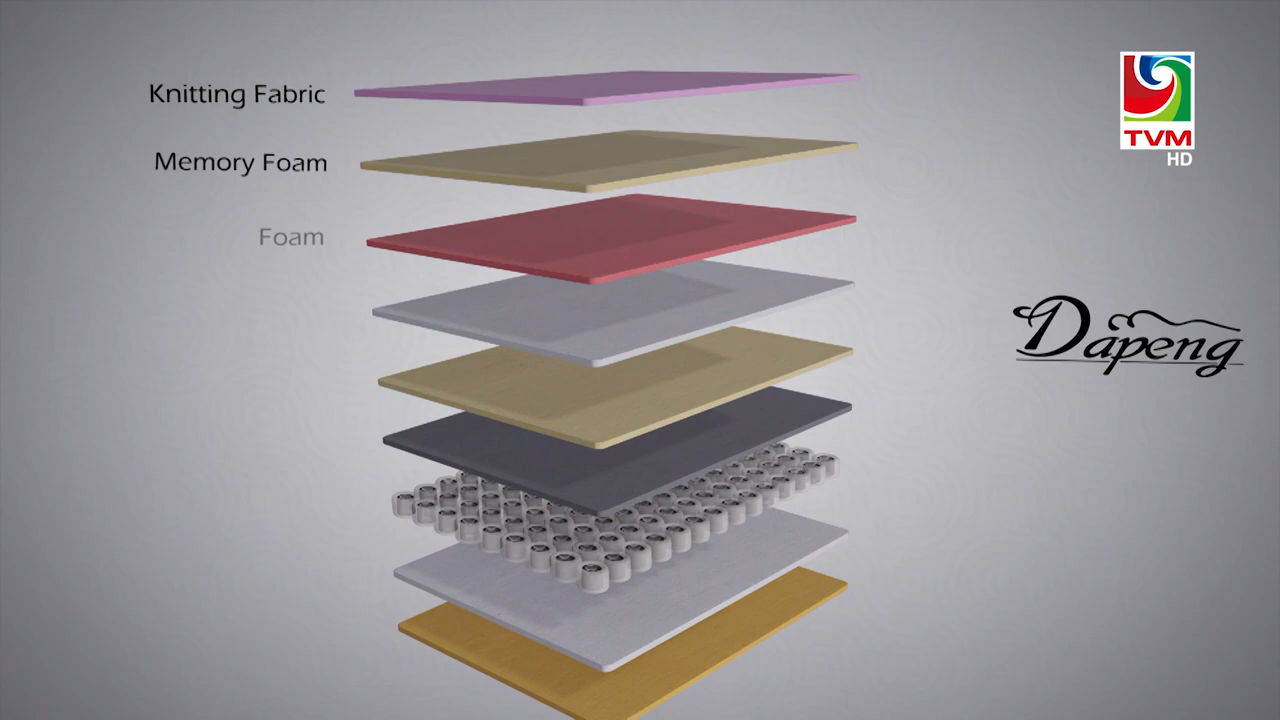 Knitting Fabric
Memory Foam
Foam
Dapeng
TVM
HD